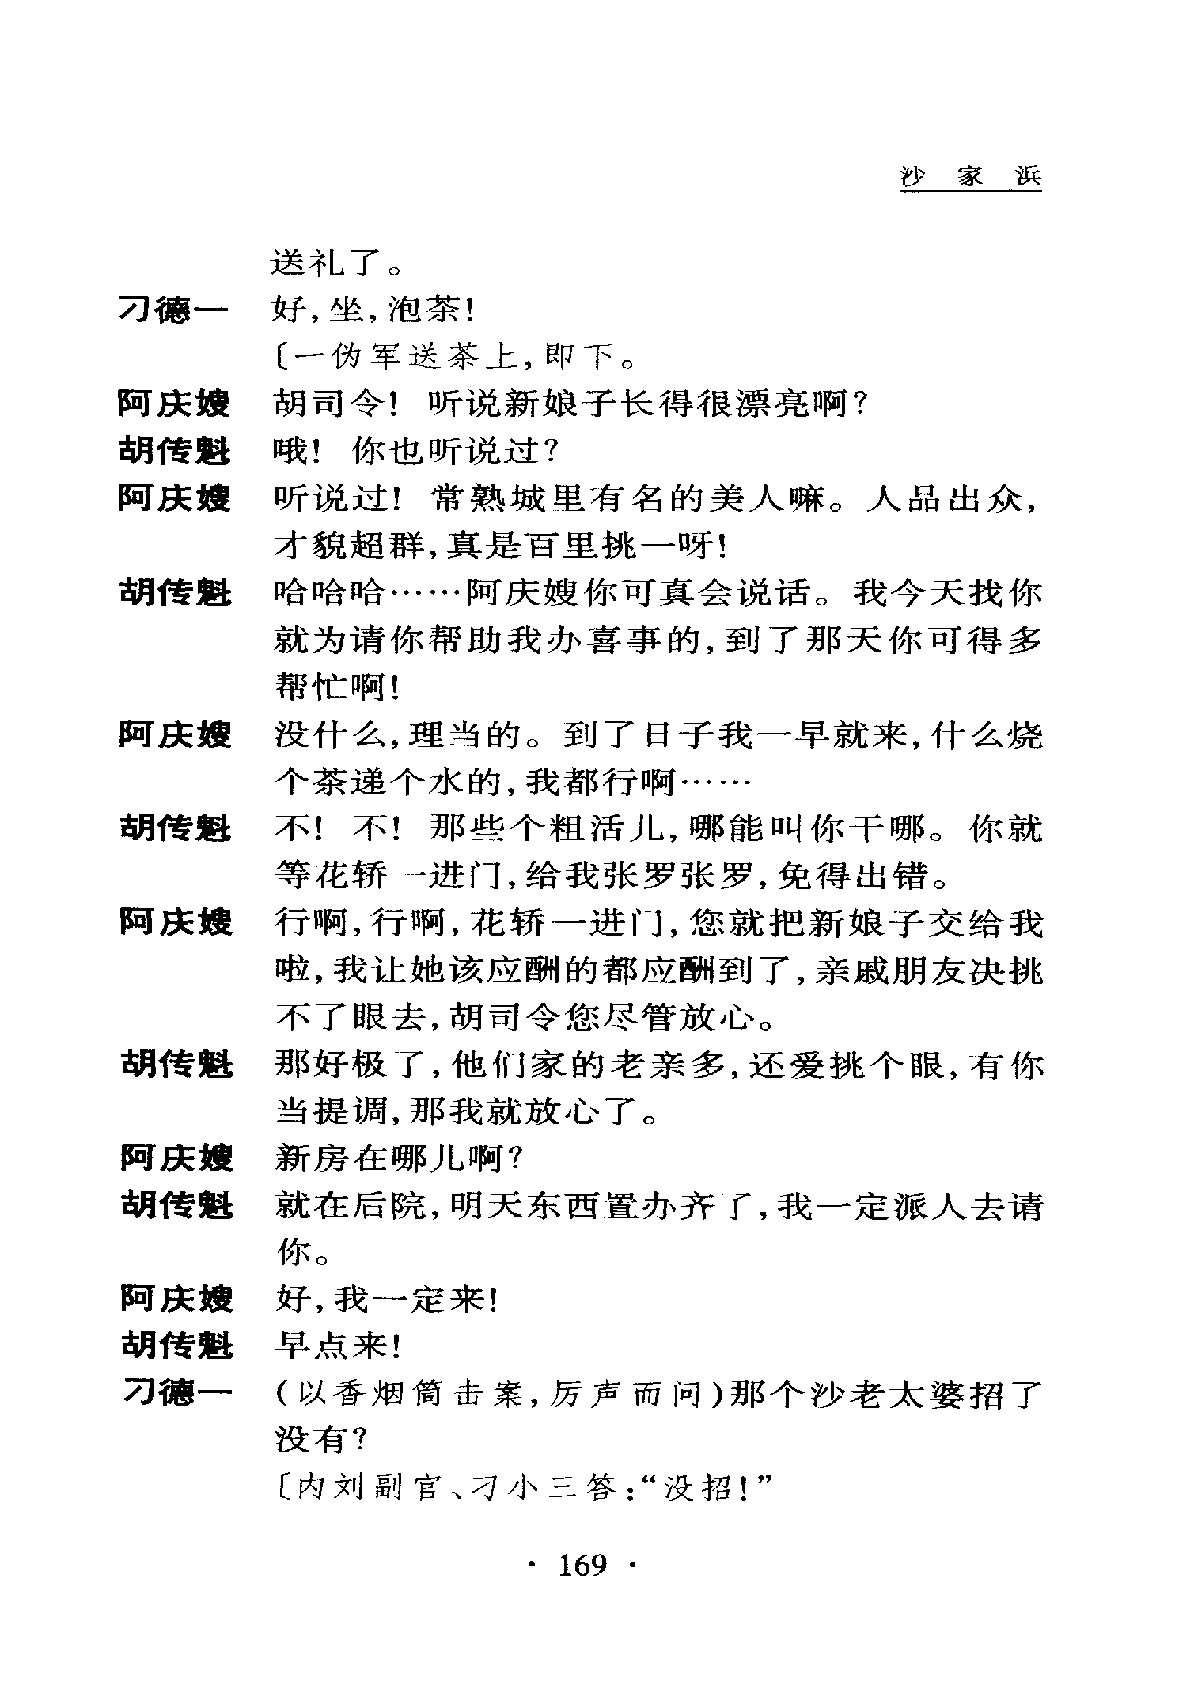 沙家浜
送礼了。
刁德一 好,坐,泡茶!
〔一伪军送茶上,即下。
阿庆嫂 胡司令! 听说新娘子长得很漂亮啊?
胡传魁 哦! 你也听说过?
阿庆嫂 听说过! 常熟城里有名的美人嘛。人品出众,
才貌超群,真是百里挑一呀!
胡传魁 哈哈哈……阿庆嫂你可真会说话。我今天找你
就为请你帮助我办喜事的,到了那天你可得多
帮忙啊!
阿庆嫂 没什么,理当的。到了日子我一早就来,什么烧
个茶递个水的,我都行啊……
胡传魁 不! 不! 那些个粗活儿,哪能叫你干哪。你就
等花轿一进门,给我张罗张罗,免得出错。
阿庆嫂 行啊,行啊,花轿一进门,您就把新娘子交给我
啦,我让她该应酬的都应酬到了,亲戚朋友决挑
不了眼去,胡司令您尽管放心。
胡传魁 那好极了,他们家的老亲多,还爱挑个眼,有你
当提调,那我就放心了。
阿庆嫂 新房在哪儿啊?
胡传魁 就在后院,明天东西置办齐了,我一定派人去请
你。
阿庆嫂 好,我一定来!
胡传魁 早点来!
刁德一 (以香烟筒击案,厉声而问)那个沙老太婆招了
没有?
〔内刘副官、刁小三答:“没招!”
· 169 ·